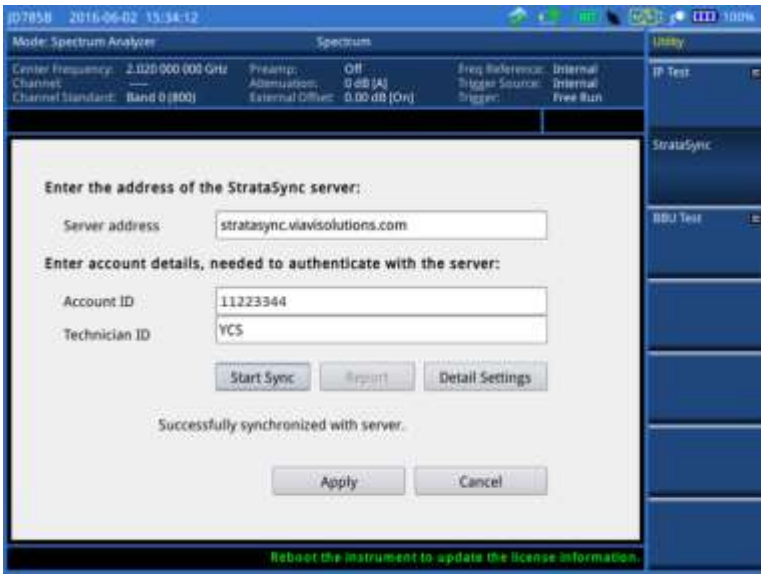 JD785B 2016-06-02 15:34:12 100%
Mode: Spectrum Analyzer Spectrum Utility
Center Frequency: 2.020 000 000 GHz Preamp: Off Freq Reference: Internal
Channel: ---- Attenuation: 0 dB [A] Trigger Source: Internal
Channel Standard: Band 0 (800) External Offset: 0.00 dB [On] Trigger: Free Run
IP Test
StrataSync
BBU Test
Enter the address of the StrataSync server:
Server address stratasync.viavisolutions.com
Enter account details, needed to authenticate with the server:
Account ID 11223344
Technician ID YCS
Start Sync Report Detail Settings
Successfully synchronized with server.
Apply Cancel
Reboot the instrument to update the license information.